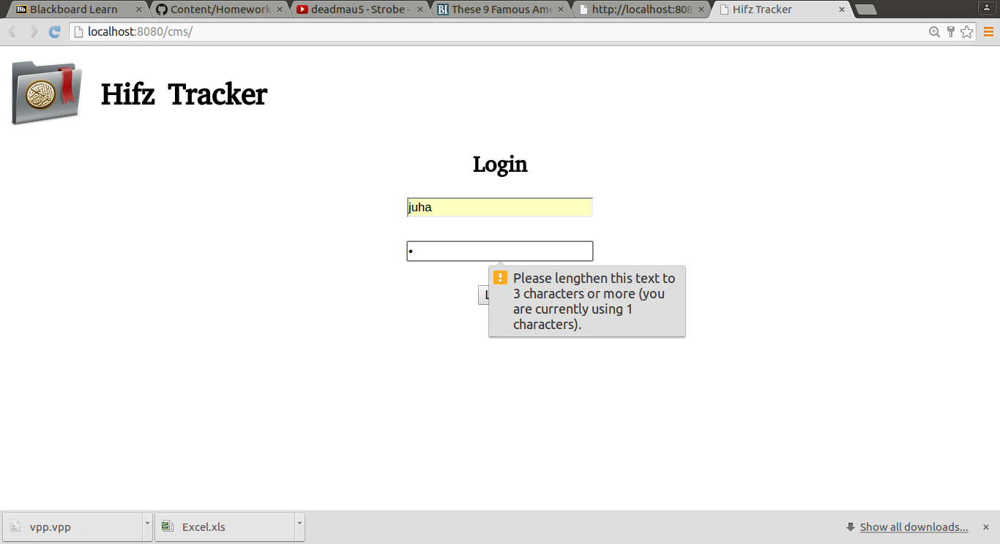 Blackboard Learn
Content/Homework
deadmau5 - Strobe -
These 9 Famous Ame
http://localhost:808
Hifz Tracker
localhost:8080/cms/
Hifz Tracker
Login
juha
•
Please lengthen this text to
3 characters or more (you
are currently using 1
characters).
vpp.vpp
Excel.xls
Show all downloads...